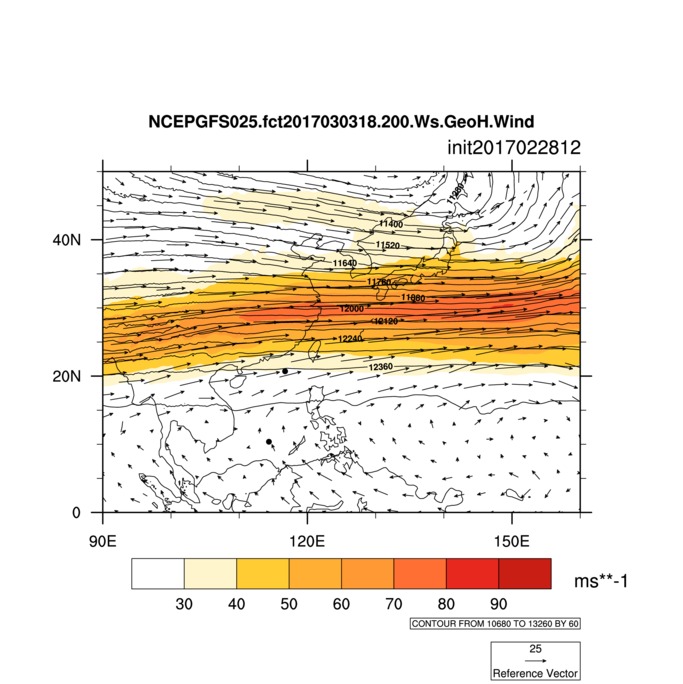 NCEPGFS025.fct2017030318.200.Ws.GeoH.Wind
init2017022812
11280
11400
40N
11520
11640
11760
11880
12000
12120
12240
12360
20N
0
90E 120E 150E
30 40 50 60 70 80 90
ms**-1
CONTOUR FROM 10680 TO 13260 BY 60
25
Reference Vector